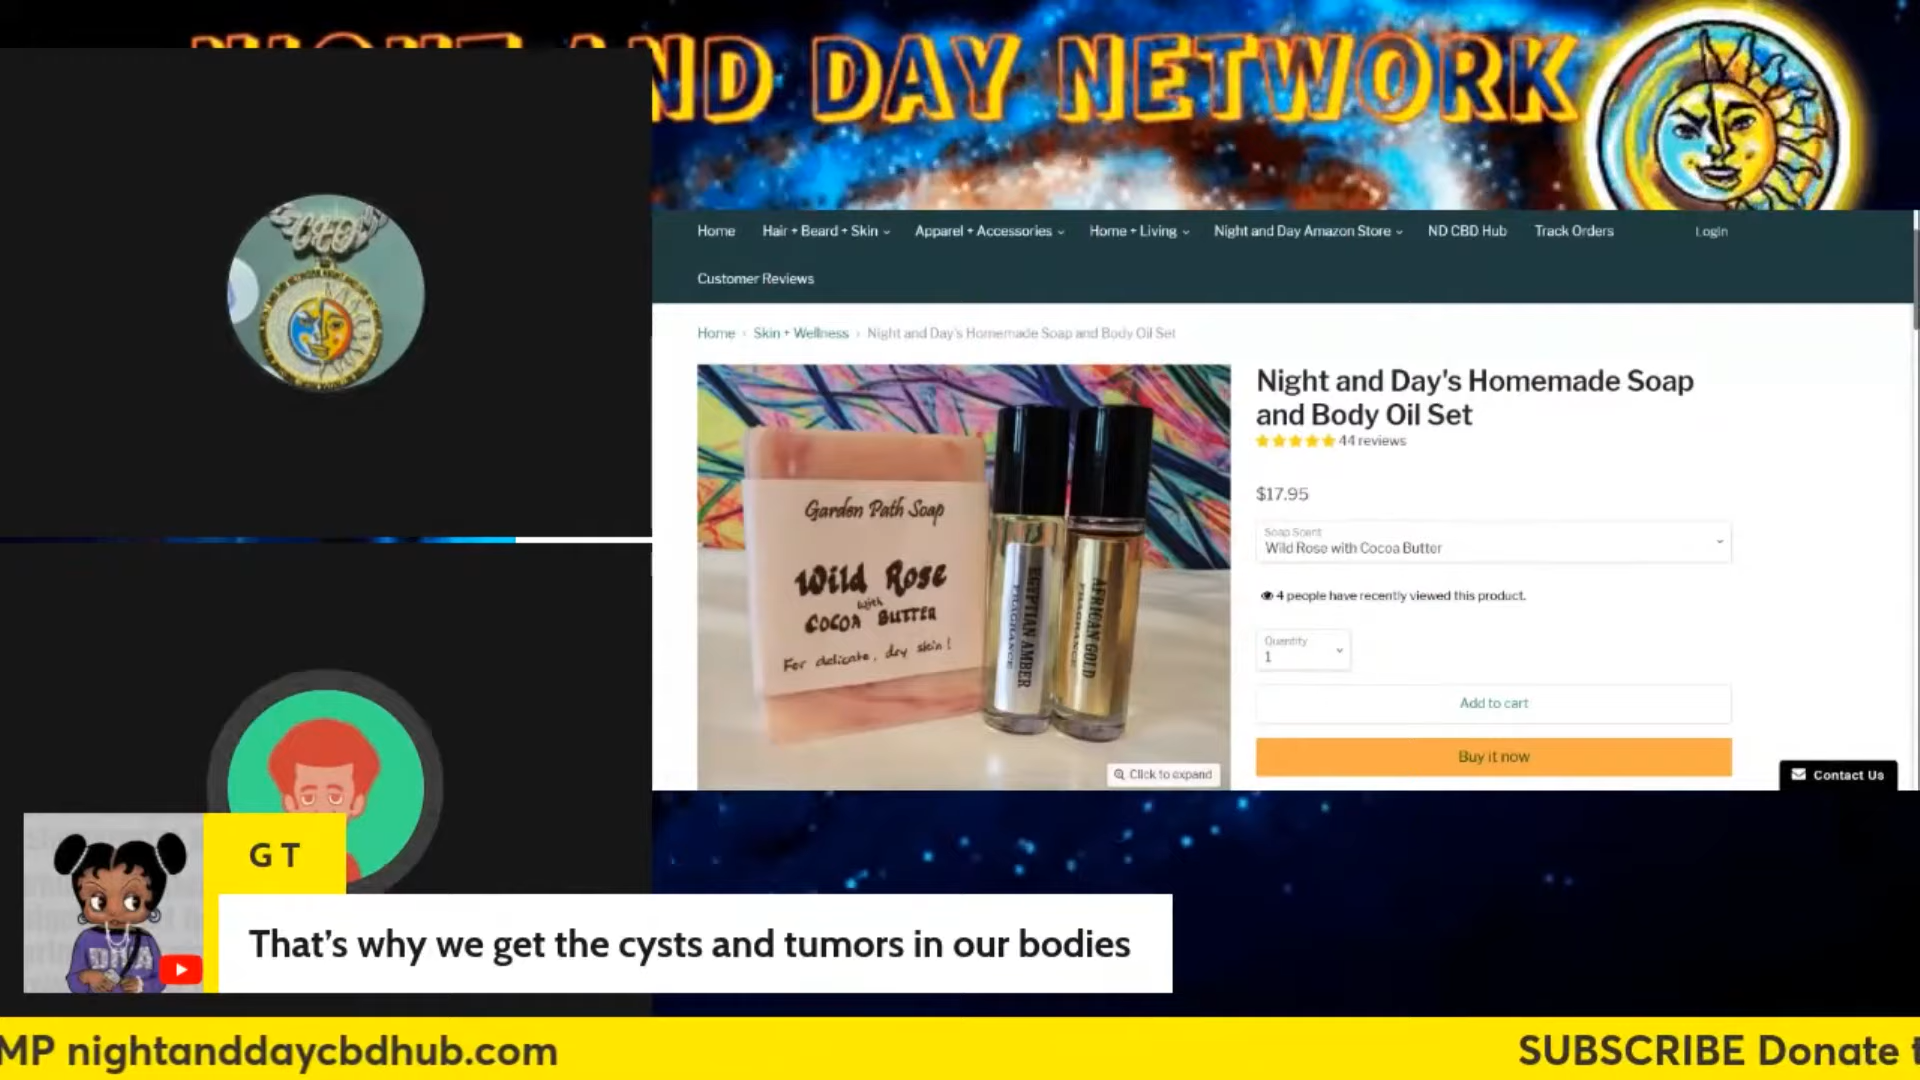 NIGHT AND DAY NETWORK
CEO
Home
Hair + Beard + Skin
Apparel + Accessories
Home + Living
Night and Day Amazon Store
ND CBD Hub
Track Orders
Login
Customer Reviews
Home › Skin + Wellness › Night and Day's Homemade Soap and Body Oil Set
Garden Path Soap
Wild Rose
with
COCOA BUTTER
For delicate, dry skin!
EGYPTIAN AMBER
FRAGRANCE
AFRICAN GOLD
FRAGRANCE
Click to expand
Night and Day's Homemade Soap
and Body Oil Set
44 reviews
$17.95
Soap Scent
Wild Rose with Cocoa Butter
4 people have recently viewed this product.
Quantity
1
Add to cart
Buy it now
Contact Us
G T
DIVA
That's why we get the cysts and tumors in our bodies
MP nightanddaycbdhub.com
SUBSCRIBE Donate t